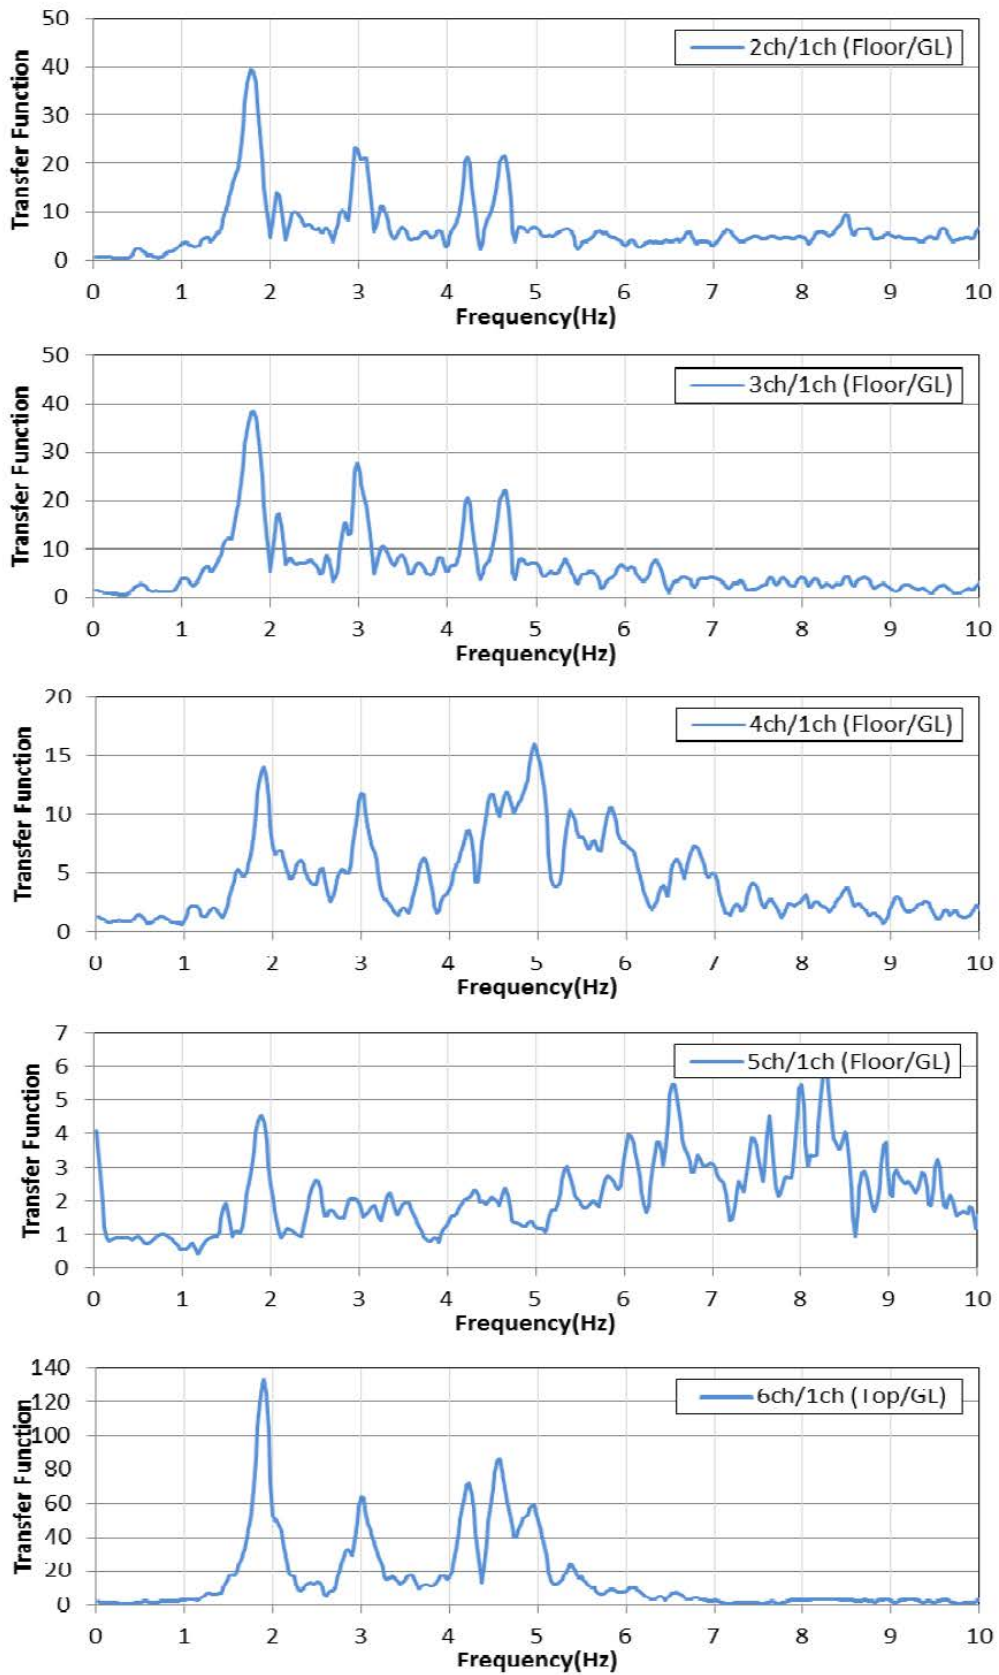 50
40
30
20
10
0
Transfer Function
2ch/1ch (Floor/GL)
0 1 2 3 4 5 6 7 8 9 10
Frequency(Hz)
50
40
30
20
10
0
Transfer Function
3ch/1ch (Floor/GL)
0 1 2 3 4 5 6 7 8 9 10
Frequency(Hz)
20
15
10
5
0
Transfer Function
4ch/1ch (Floor/GL)
0 1 2 3 4 5 6 7 8 9 10
Frequency(Hz)
7
6
5
4
3
2
1
0
Transfer Function
5ch/1ch (Floor/GL)
0 1 2 3 4 5 6 7 8 9 10
Frequency(Hz)
140
120
100
80
60
40
20
0
Transfer Function
6ch/1ch (Top/GL)
0 1 2 3 4 5 6 7 8 9 10
Frequency(Hz)